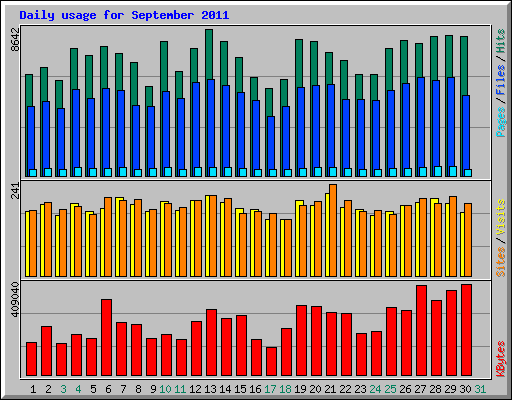 Daily usage for September 2011
8642
Pages / Files / Hits
241
Sites / Visits
409040
KBytes
1 2 3 4 5 6 7 8 9 10 11 12 13 14 15 16 17 18 19 20 21 22 23 24 25 26 27 28 29 30 31